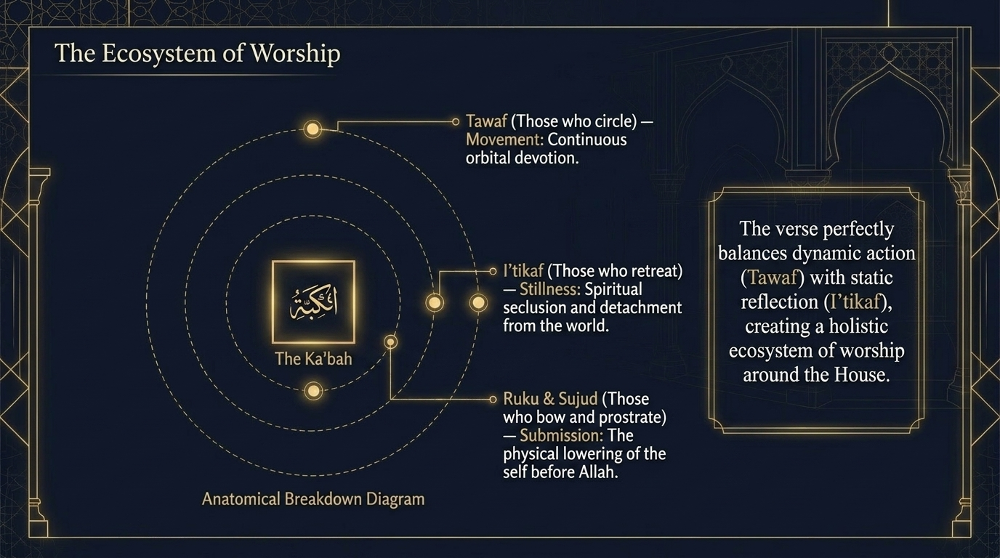 The Ecosystem of Worship
Tawaf (Those who circle) —
Movement: Continuous
orbital devotion.
I’tikaf (Those who retreat)
— Stillness: Spiritual
seclusion and detachment
from the world.
The Ka’bah
Ruku & Sujud (Those
who bow and prostrate)
— Submission: The
physical lowering of the
self before Allah.
Anatomical Breakdown Diagram
The verse perfectly
balances dynamic action
(Tawaf) with static
reflection (I’tikaf),
creating a holistic
ecosystem of worship
around the House.